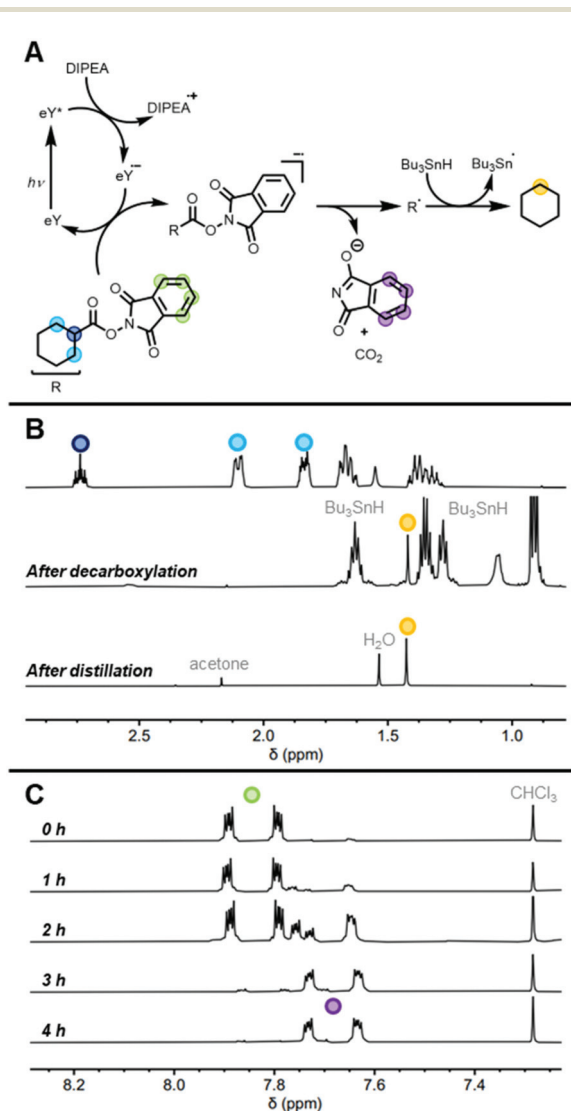 A
DIPEA
eY*
DIPEA•+
hν
eY•−
eY
R
O
O
N
O
O
−•
R•
Bu3SnH
Bu3Sn•
O
O
N
O
O
R
O
⊖
N
O
+
CO2
B
Bu3SnH
Bu3SnH
After decarboxylation
H2O
acetone
After distillation
2.5
2.0
1.5
1.0
δ (ppm)
C
CHCl3
0 h
1 h
2 h
3 h
4 h
8.2
8.0
7.8
7.6
7.4
δ (ppm)